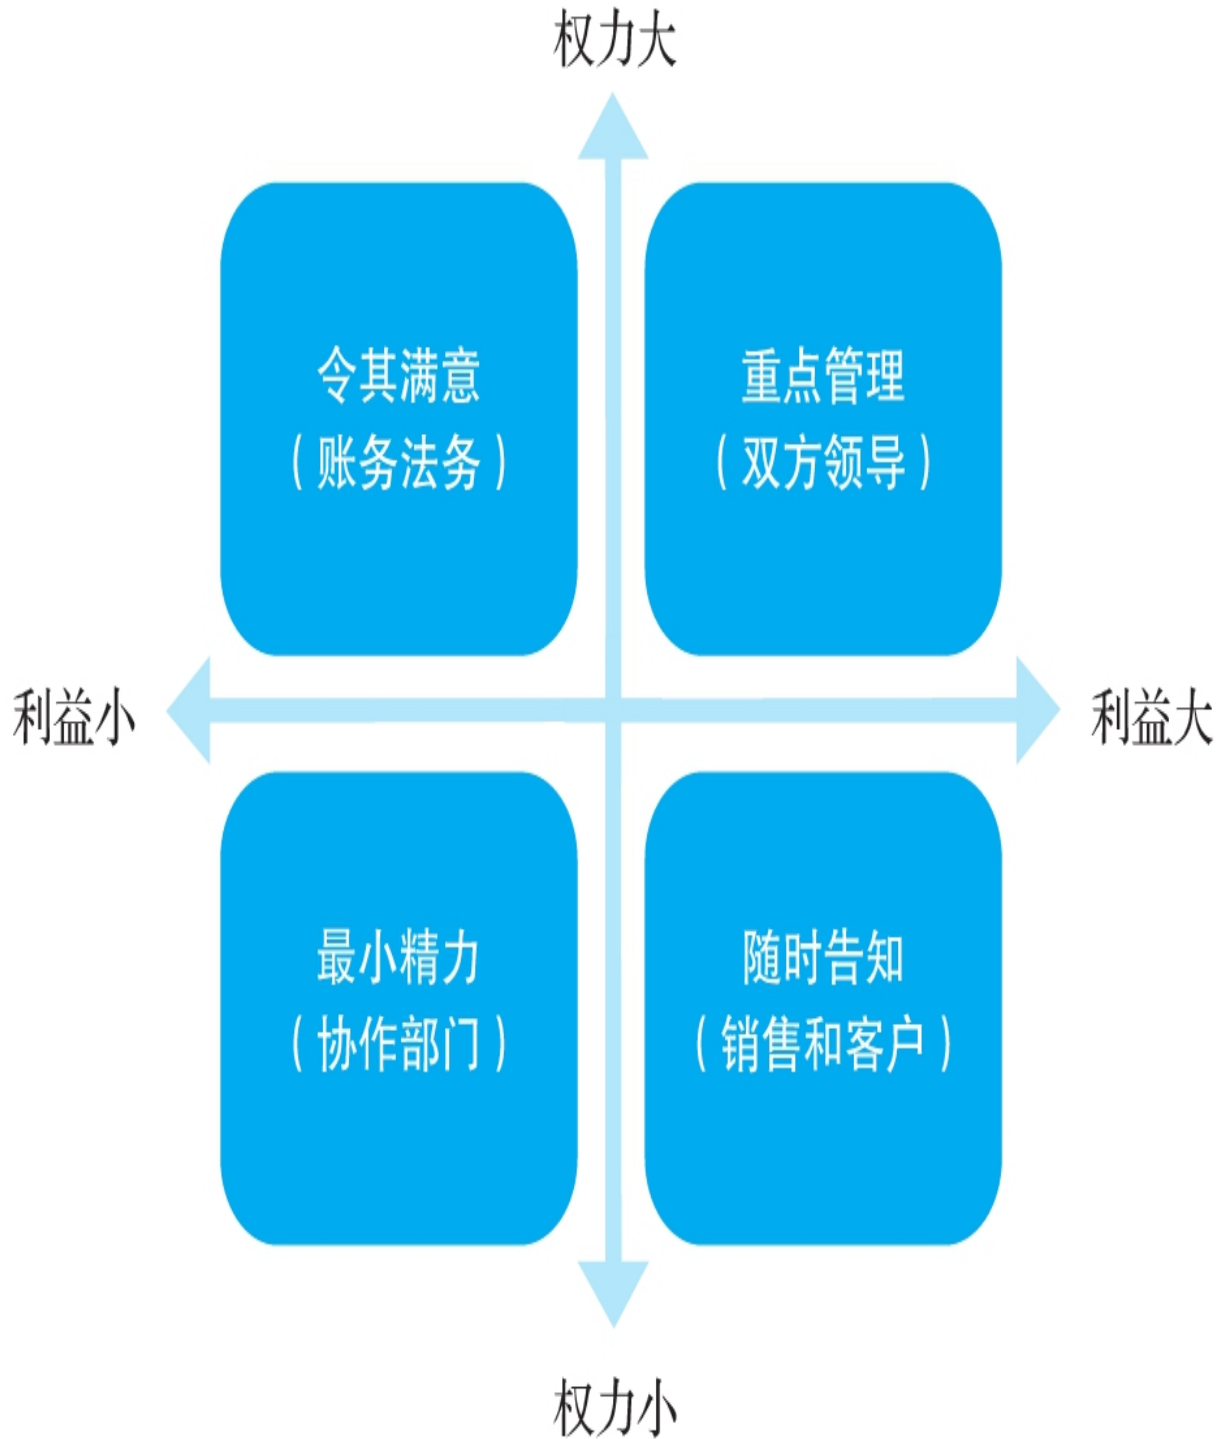 权力大
令其满意
（账务法务）
重点管理
（双方领导）
利益小
利益大
最小精力
（协作部门）
随时告知
（销售和客户）
权力小